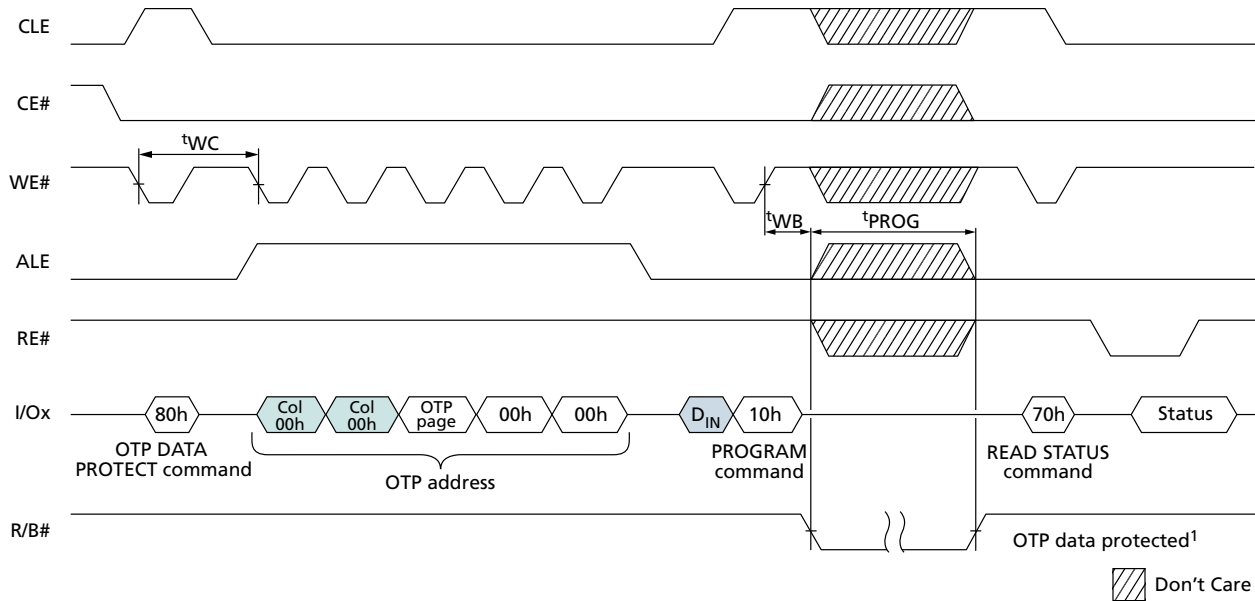 CLE
CE#
tWC
WE#
tWB
tPROG
ALE
RE#
I/Ox
80h
Col
00h
Col
00h
OTP
page
00h
00h
DIN
10h
70h
Status
OTP DATA
PROTECT command
OTP address
PROGRAM
command
READ STATUS
command
R/B#
OTP data protected1
Don't Care